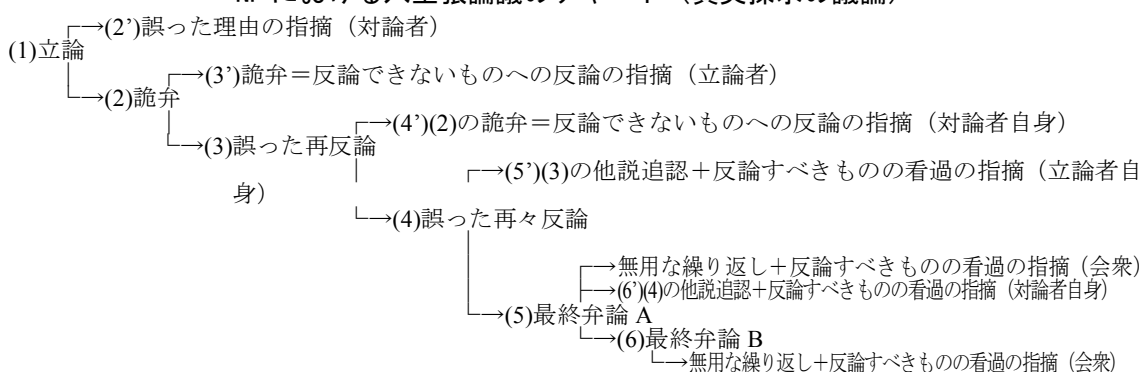 (2’)誤った理由の指摘（対論者）
(1)立論
(3’)詭弁＝反論できないものへの反論の指摘（立論者）
(2)詭弁
(4’)(2)の詭弁＝反論できないものへの反論の指摘（対論者自身）
(3)誤った再反論
(5’)(3)の他説追認＋反論すべきものの看過の指摘（立論者自
身）
(4)誤った再々反論
無用な繰り返し＋反論すべきものの看過の指摘（会衆）
(6’)(4)の他説追認＋反論すべきものの看過の指摘（対論者自身）
(5)最終弁論 A
(6)最終弁論 B
無用な繰り返し＋反論すべきものの看過の指摘（会衆）